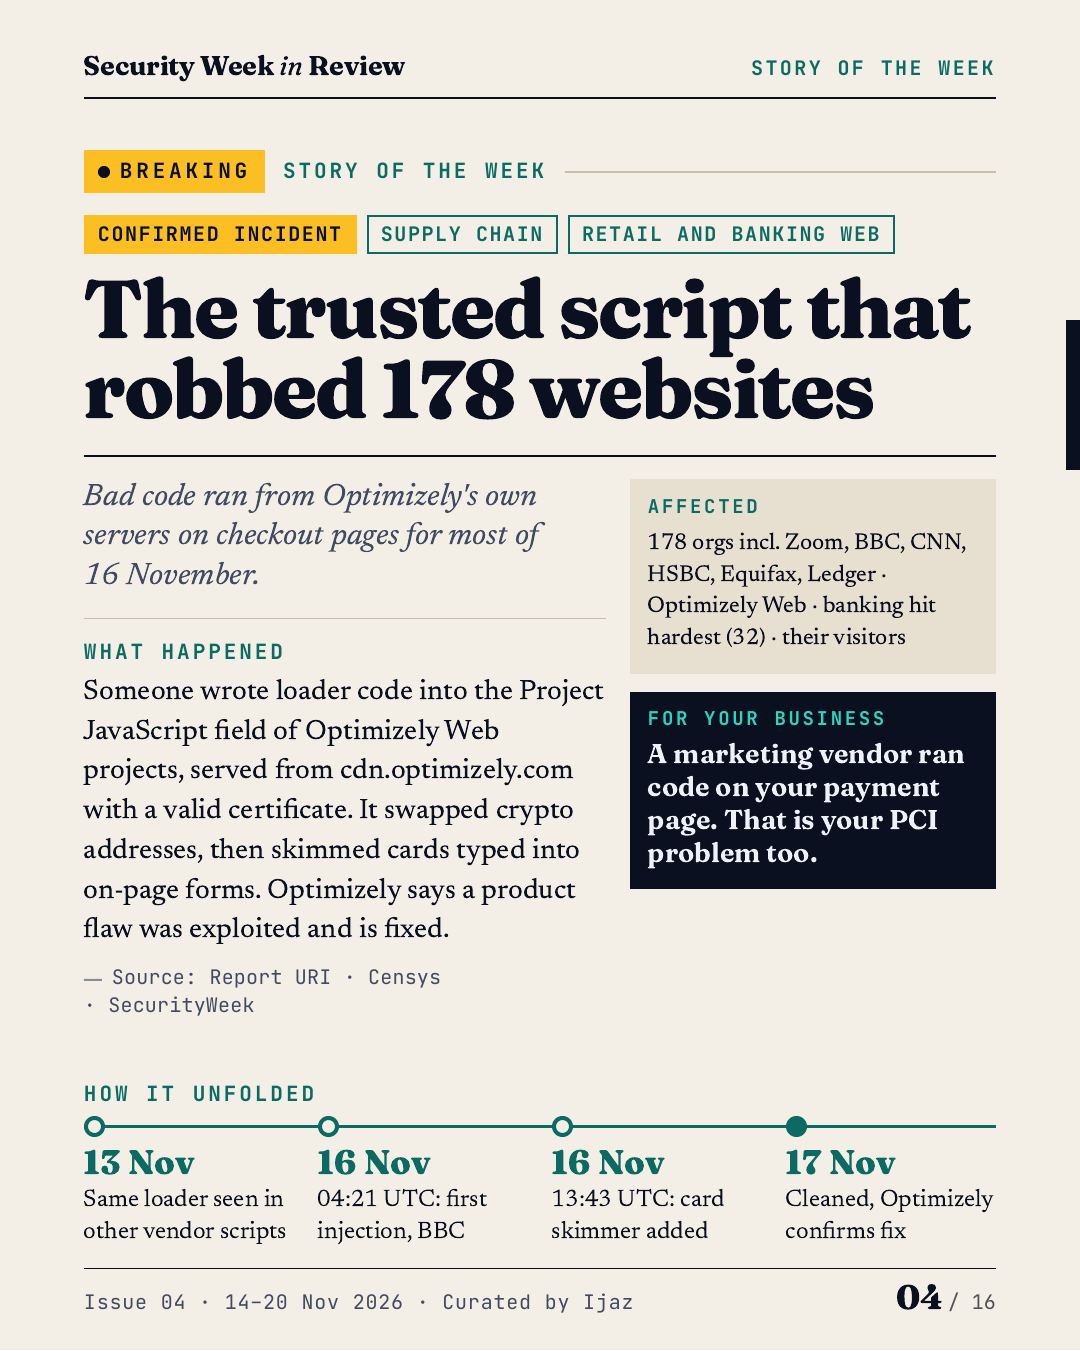 Security Week in Review
STORY OF THE WEEK
BREAKING
STORY OF THE WEEK
CONFIRMED INCIDENT
SUPPLY CHAIN
RETAIL AND BANKING WEB
The trusted script that
robbed 178 websites
Bad code ran from Optimizely's own
servers on checkout pages for most of
16 November.
WHAT HAPPENED
Someone wrote loader code into the Project
JavaScript field of Optimizely Web
projects, served from cdn.optimizely.com
with a valid certificate. It swapped crypto
addresses, then skimmed cards typed into
on-page forms. Optimizely says a product
flaw was exploited and is fixed.
— Source: Report URI · Censys
· SecurityWeek
AFFECTED
178 orgs incl. Zoom, BBC, CNN,
HSBC, Equifax, Ledger ·
Optimizely Web · banking hit
hardest (32) · their visitors
FOR YOUR BUSINESS
A marketing vendor ran
code on your payment
page. That is your PCI
problem too.
HOW IT UNFOLDED
13 Nov
Same loader seen in
other vendor scripts
16 Nov
04:21 UTC: first
injection, BBC
16 Nov
13:43 UTC: card
skimmer added
17 Nov
Cleaned, Optimizely
confirms fix
Issue 04 · 14–20 Nov 2026 · Curated by Ijaz
04 / 16